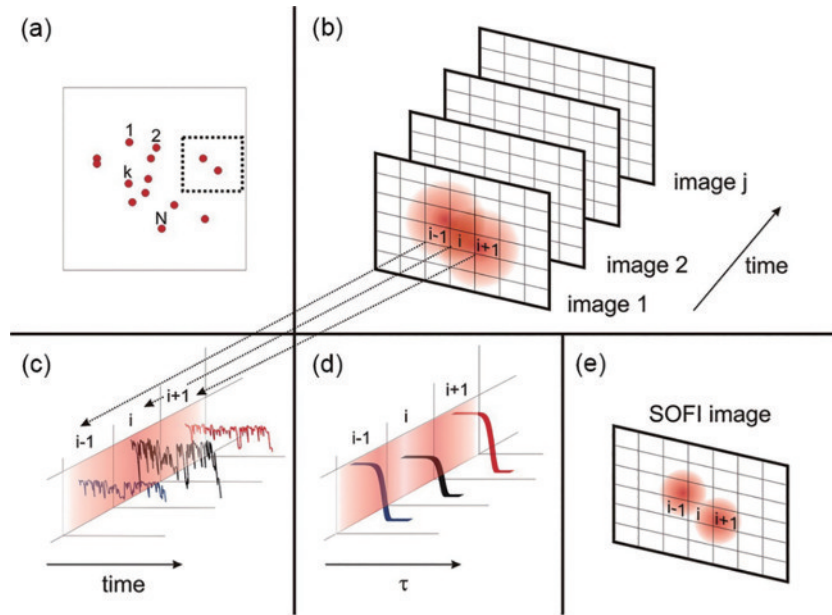 (a)
1
2
k
N
(b)
i-1
i
i+1
image 1
image 2
image j
time
(c)
i+1
i
i-1
time
(d)
i+1
i
i-1
τ
(e)
SOFI image
i-1
i
i+1